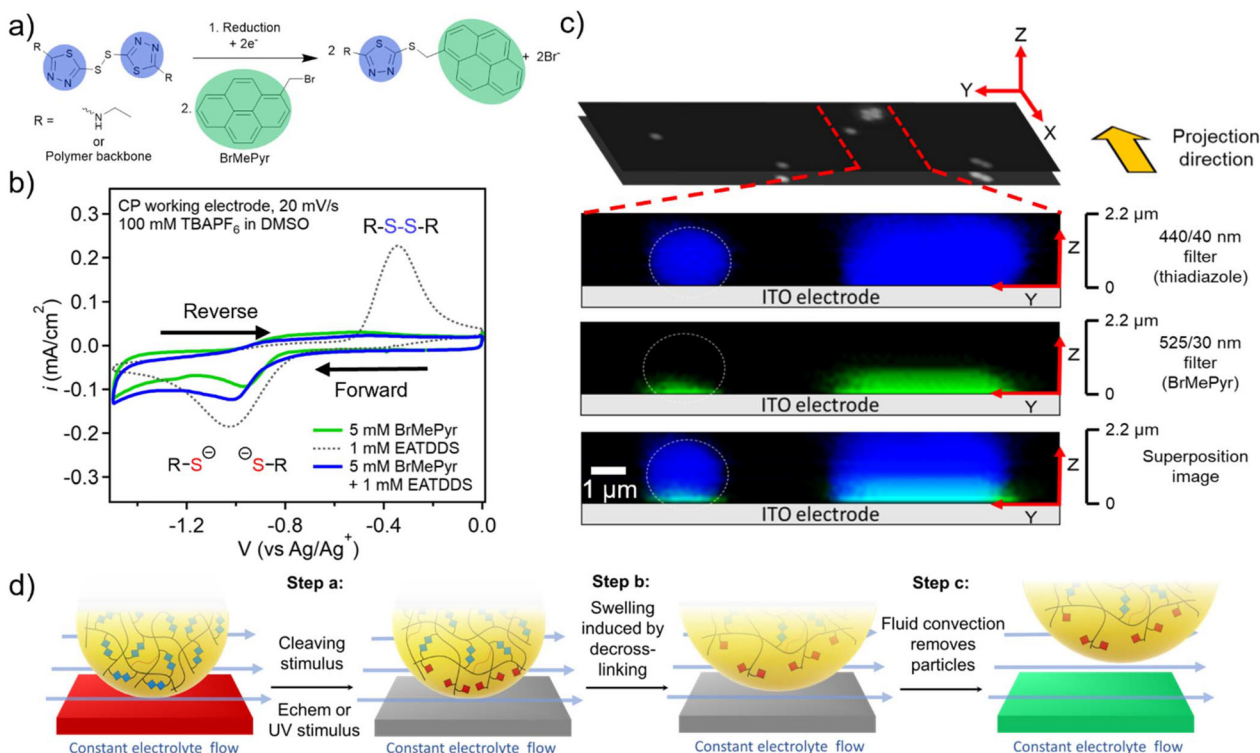 a)
R
S
N
N
S
S
N
N
S
R
1. Reduction
+ 2e⁻
2.
Br
BrMePyr
2
R
S
S
N
N
+ 2Br⁻
R =
N
H
or
Polymer backbone
b)
CP working electrode, 20 mV/s
100 mM TBAPF₆ in DMSO
R-S-S-R
Reverse
Forward
R-S⊖ ⊖S-R
5 mM BrMePyr
1 mM EATDDS
5 mM BrMePyr
+ 1 mM EATDDS
i (mA/cm²)
0.3
0.2
0.1
0.0
-0.1
-0.2
-0.3
-1.2
-0.8
-0.4
0.0
V (vs Ag/Ag⁺)
c)
Z
Y
X
Projection
direction
Z
ITO electrode
Y
2.2 μm
0
440/40 nm
filter
(thiadiazole)
Z
ITO electrode
Y
2.2 μm
0
525/30 nm
filter
(BrMePyr)
1 μm
Z
ITO electrode
Y
2.2 μm
0
Superposition
image
d)
Step a:
Cleaving
stimulus
Echem or
UV stimulus
Step b:
Swelling
induced by
decross-
linking
Step c:
Fluid convection
removes
particles
Constant electrolyte flow
Constant electrolyte flow
Constant electrolyte flow
Constant electrolyte flow